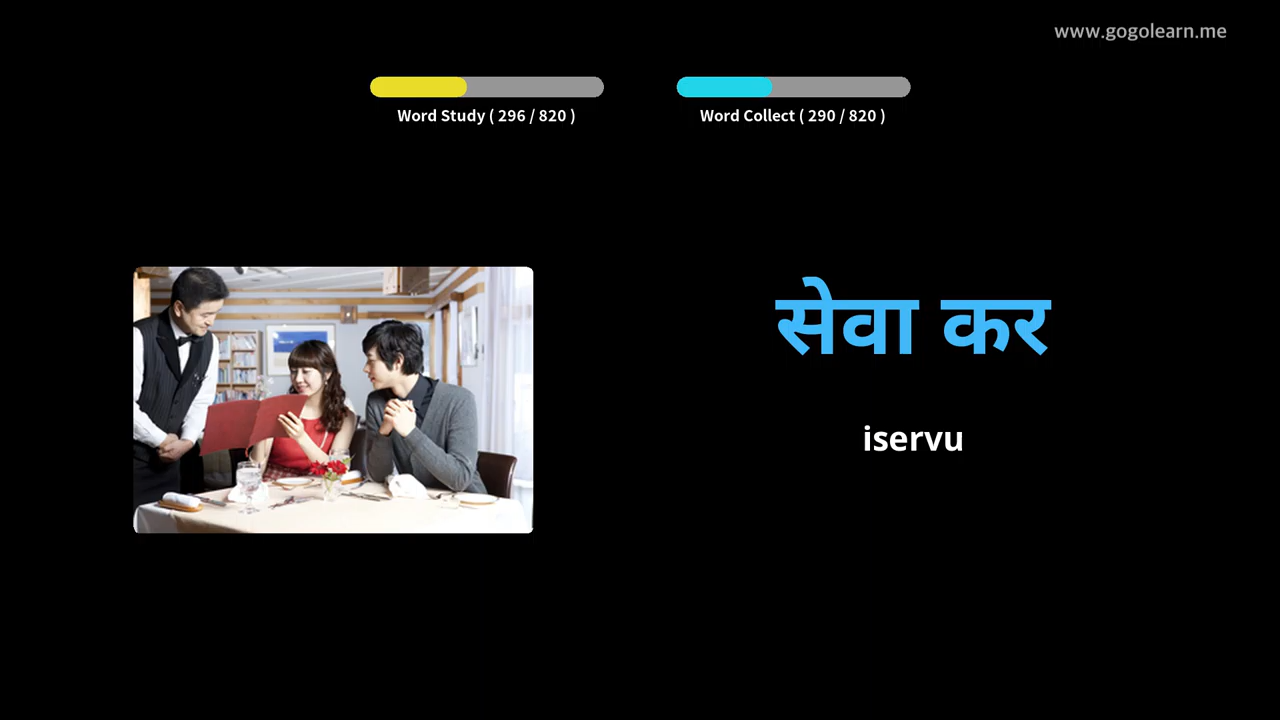 www.gogolearn.me
Word Study ( 296 / 820 )
Word Collect ( 290 / 820 )
सेवा कर
iservu